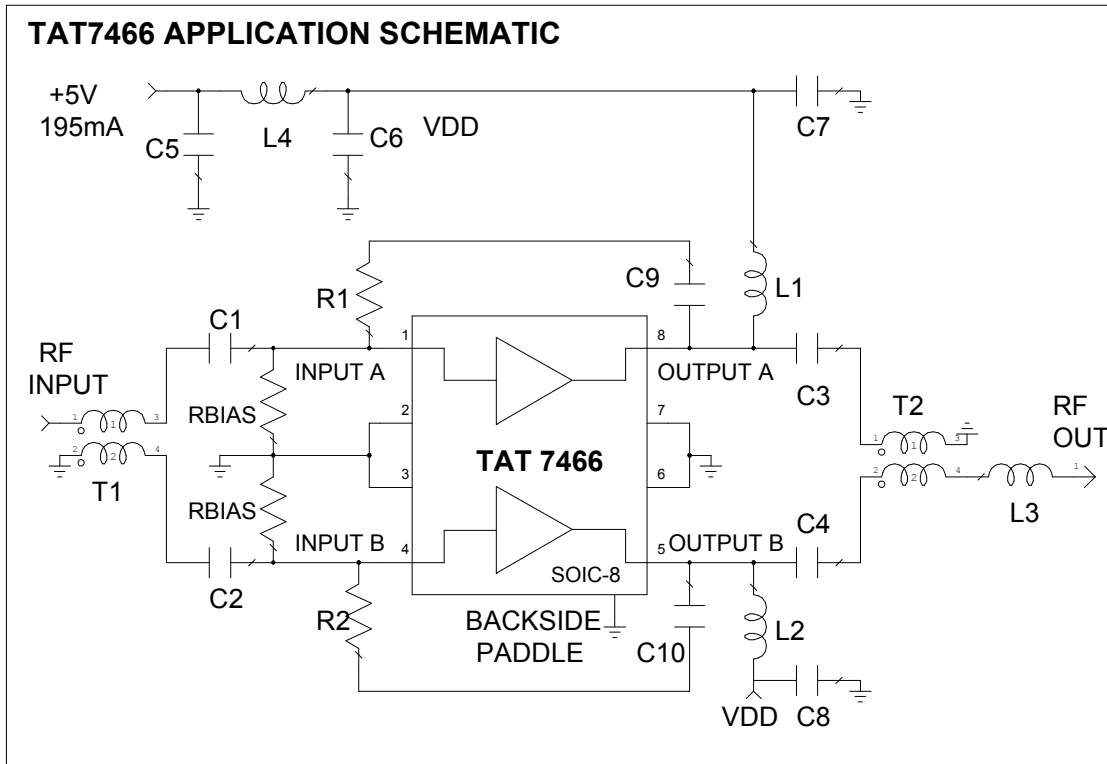 TAT7466 APPLICATION SCHEMATIC
+5V
195mA
C5
L4
C6
VDD
C7
R1
C9
L1
C1
RF
INPUT
1
3
1
2
4
2
T1
RBIAS
RBIAS
C2
INPUT A
INPUT B
1
2
3
4
TAT 7466
SOIC-8
8
7
6
5
OUTPUT A
OUTPUT B
BACKSIDE
PADDLE
R2
C10
L2
VDD
C8
C3
C4
T2
1
1
3
2
2
4
L3
RF
OUT
1